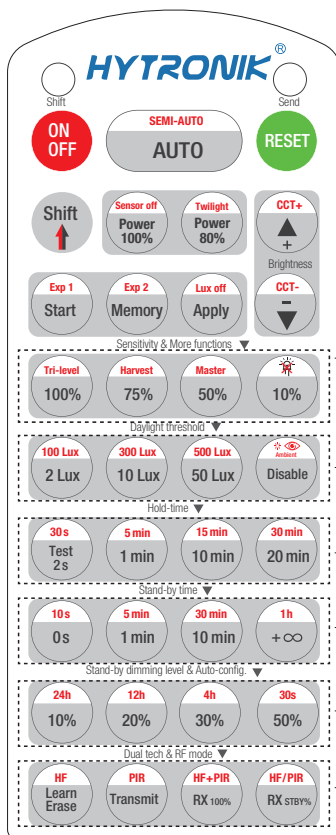 HYTRONIK®
Shift
Send
ON
OFF
SEMI-AUTO
AUTO
RESET
Shift
Sensor off
Power
100%
Twilight
Power
80%
CCT+
+
Brightness
CCT-
-
Exp 1
Start
Exp 2
Memory
Lux off
Apply
Sensitivity & More functions ▼
Tri-level
100%
Harvest
75%
Master
50%
10%
Daylight threshold ▼
100 Lux
2 Lux
300 Lux
10 Lux
500 Lux
50 Lux
Ambient
Disable
Hold-time ▼
30s
Test
2s
5 min
1 min
15 min
10 min
30 min
20 min
Stand-by time ▼
10s
0s
5 min
1 min
30 min
10 min
1h
+∞
Stand-by dimming level & Auto-config. ▼
24h
10%
12h
20%
4h
30%
30s
50%
Dual tech & RF mode ▼
HF
Learn
Erase
PIR
Transmit
HF+PIR
RX 100%
HF/PIR
RX STBY%